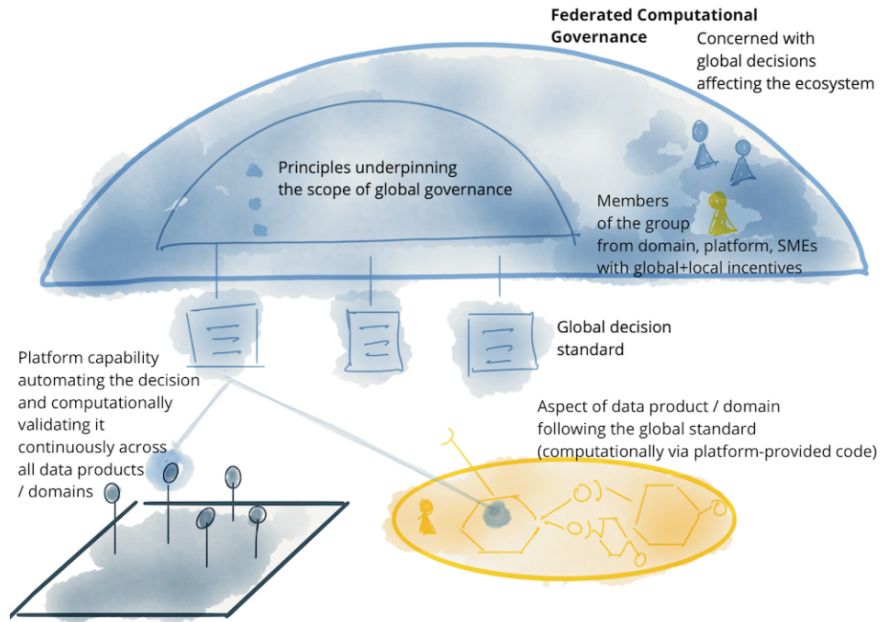 Federated Computational
Governance
Concerned with
global decisions
affecting the ecosystem
Principles underpinning
the scope of global governance
Members
of the group
from domain, platform, SMEs
with global+local incentives
Global decision
standard
Platform capability
automating the decision
and computationally
validating it
continuously across
all data products
/ domains
Aspect of data product / domain
following the global standard
(computationally via platform-provided code)